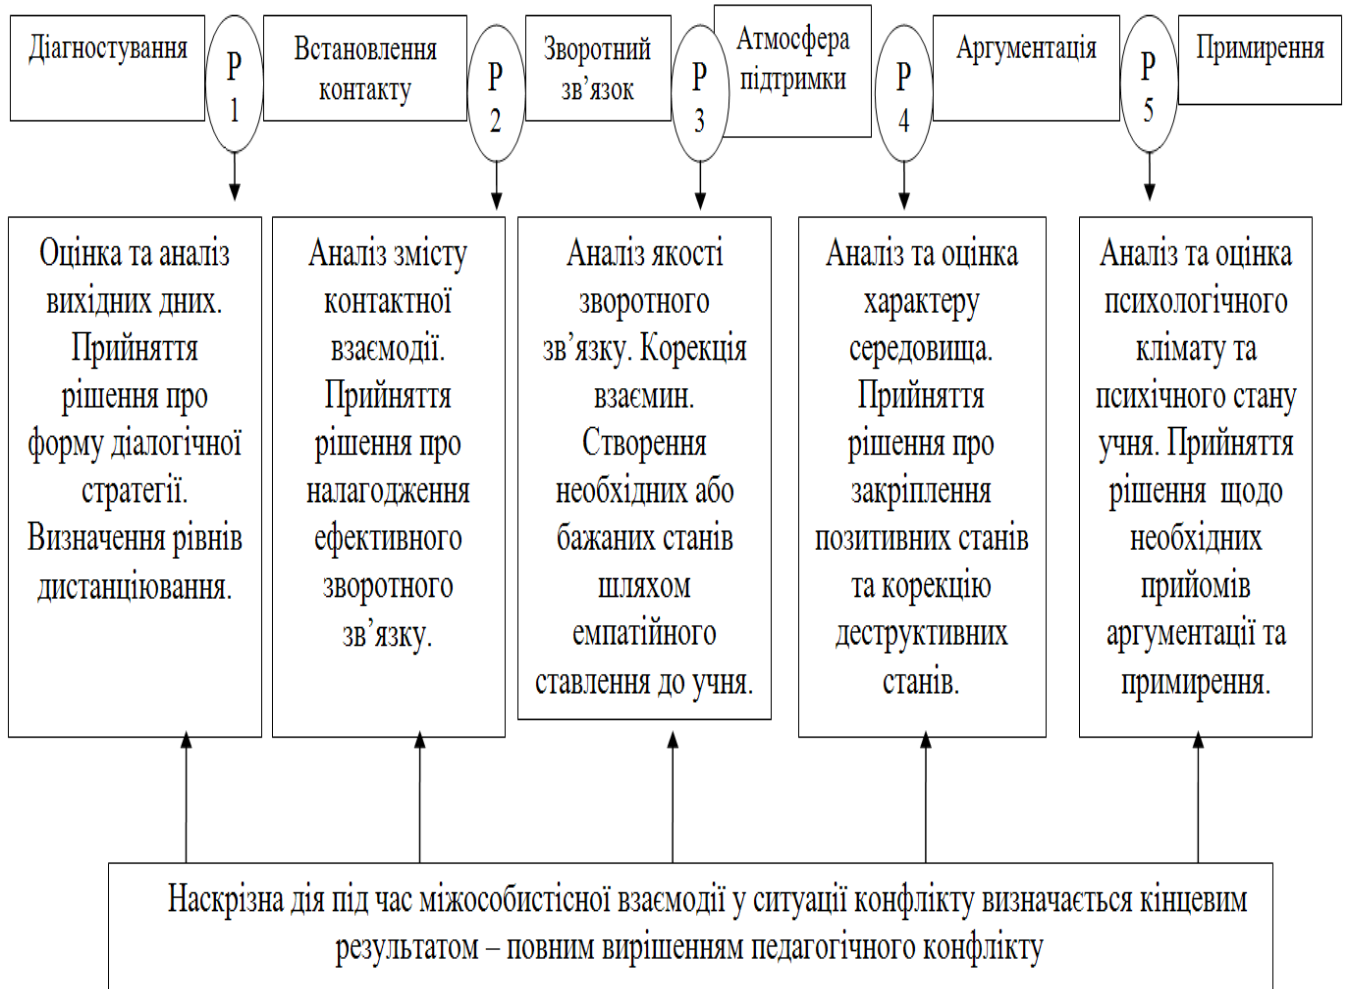 Діагностування
Р
1
Встановлення
контакту
Р
2
Зворотний
зв’язок
Р
3
Атмосфера
підтримки
Р
4
Аргументація
Р
5
Примирення
Оцінка та аналіз
вихідних дних.
Прийняття
рішення про
форму діалогічної
стратегії.
Визначення рівнів
дистанціювання.
Аналіз змісту
контактної
взаємодії.
Прийняття
рішення про
налагодження
ефективного
зворотного
зв’язку.
Аналіз якості
зворотного
зв’язку. Корекція
взаємин.
Створення
необхідних або
бажаних станів
шляхом
емпатійного
ставлення до учня.
Аналіз та оцінка
характеру
середовища.
Прийняття
рішення про
закріплення
позитивних станів
та корекцію
деструктивних
станів.
Аналіз та оцінка
психологічного
клімату та
психічного стану
учня. Прийняття
рішення щодо
необхідних
прийомів
аргументації та
примирення.
Наскрізна дія під час міжособистісної взаємодії у ситуації конфлікту визначається кінцевим
результатом – повним вирішенням педагогічного конфлікту